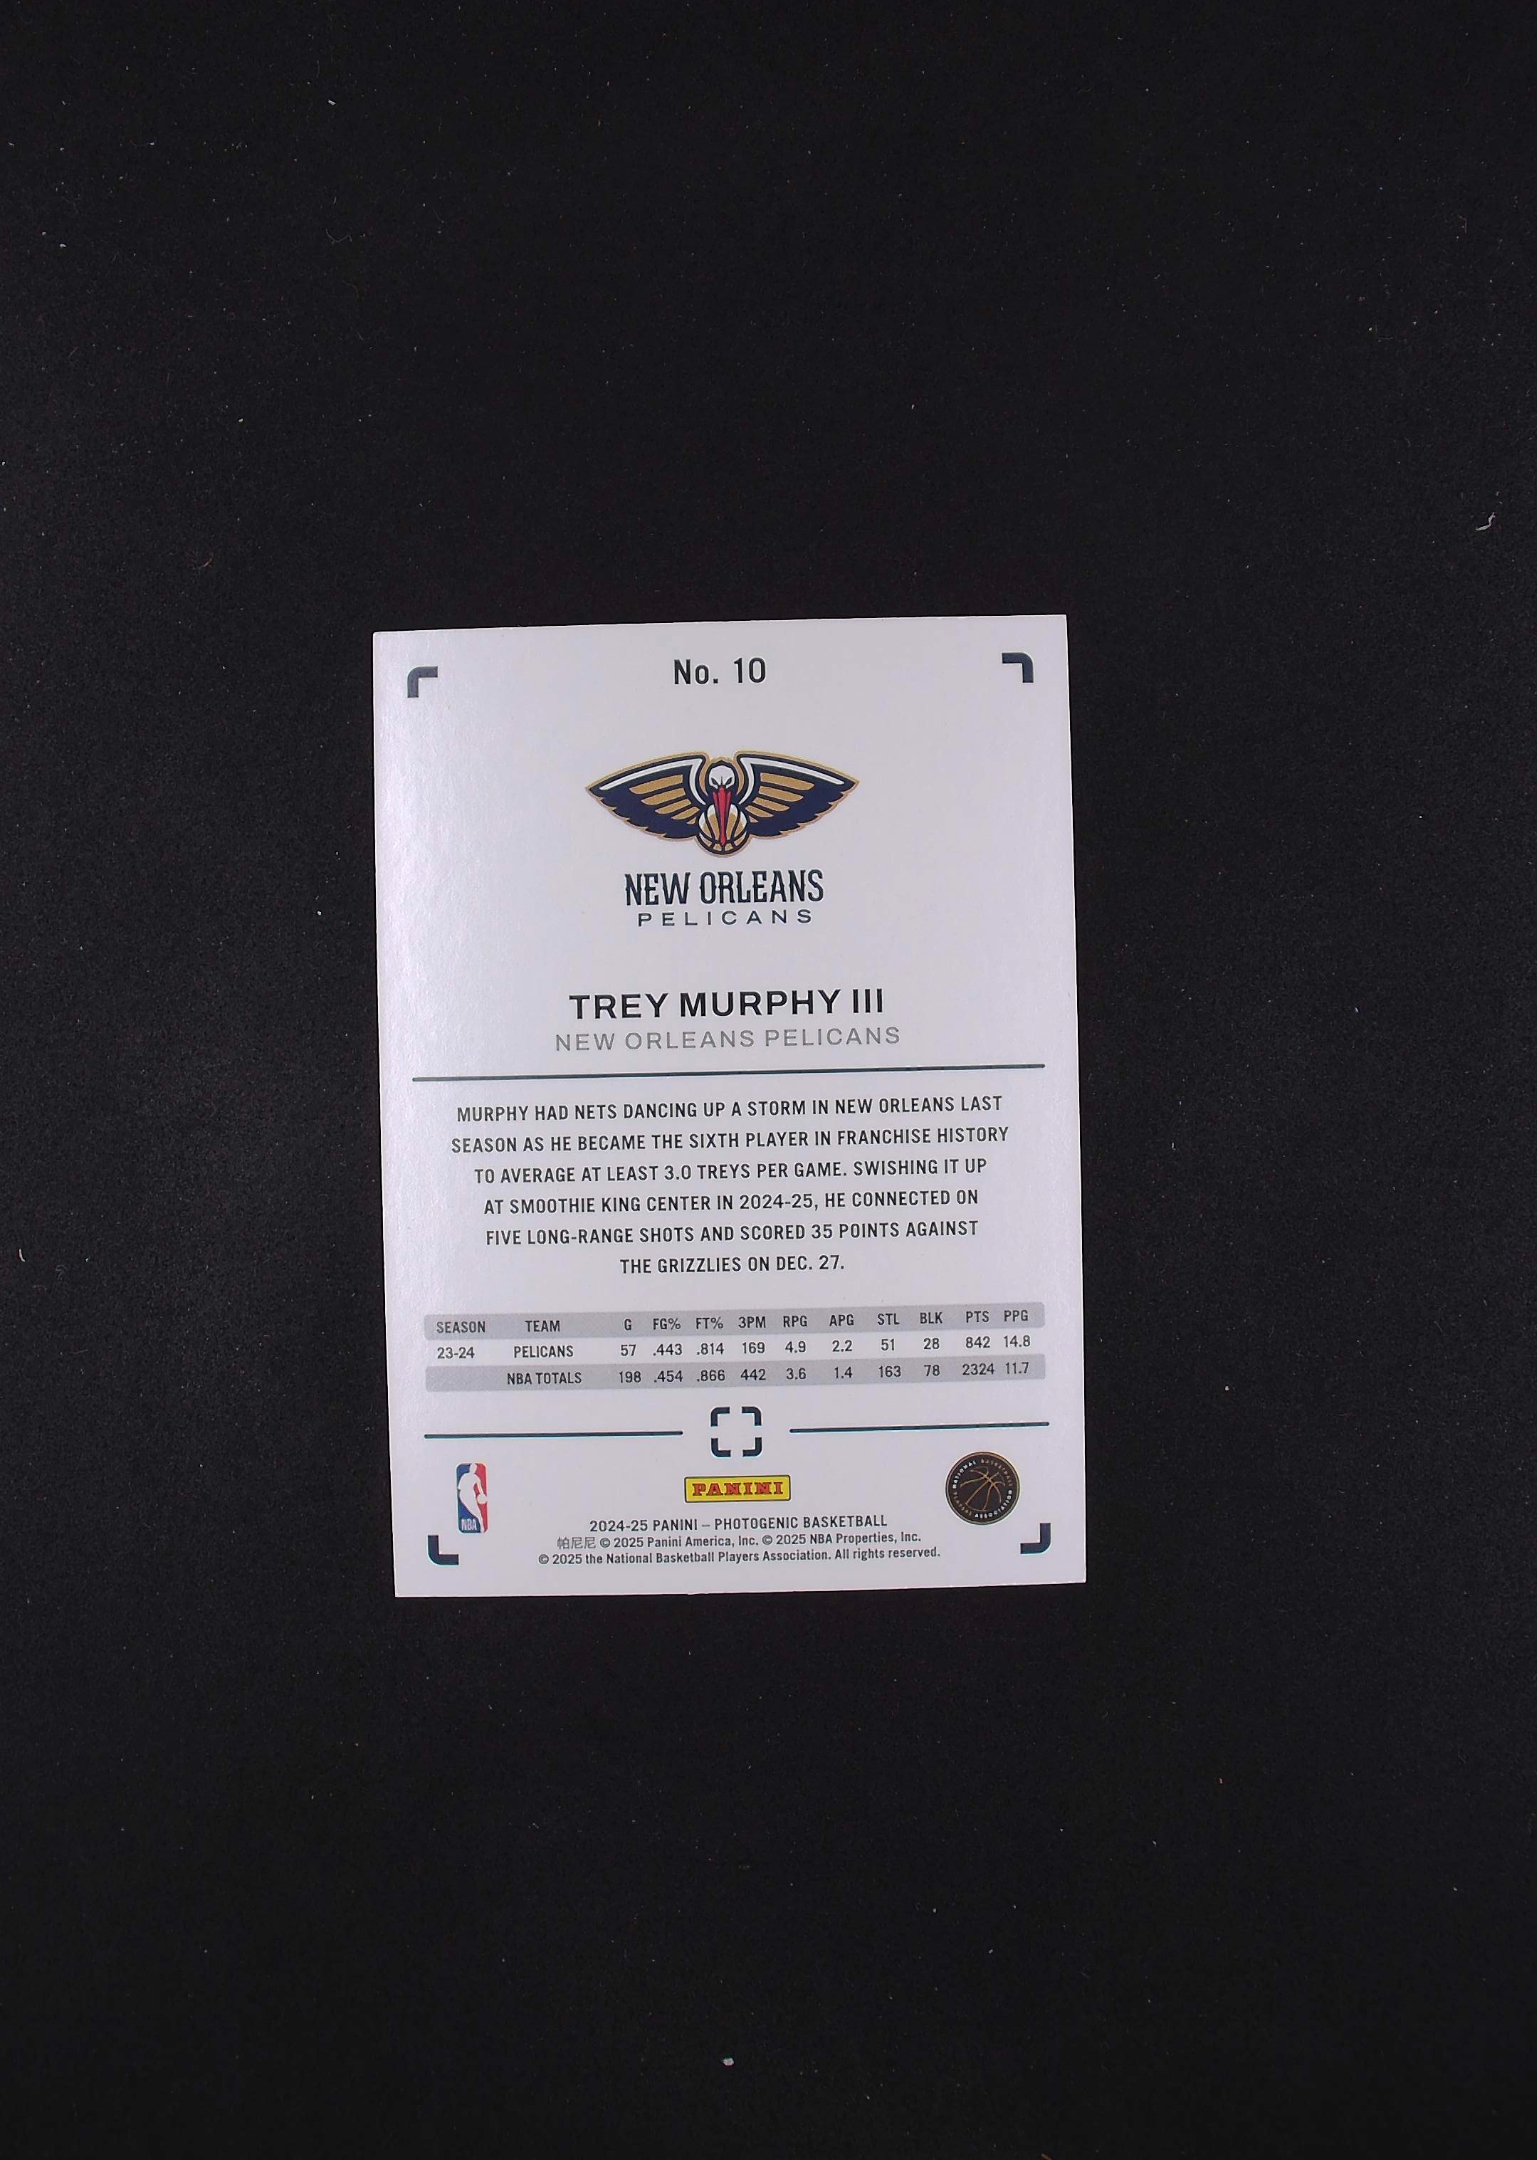 No. 10
NEW ORLEANS
PELICANS
TREY MURPHY III
NEW ORLEANS PELICANS
MURPHY HAD NETS DANCING UP A STORM IN NEW ORLEANS LAST
SEASON AS HE BECAME THE SIXTH PLAYER IN FRANCHISE HISTORY
TO AVERAGE AT LEAST 3.0 TREYS PER GAME. SWISHING IT UP
AT SMOOTHIE KING CENTER IN 2024-25, HE CONNECTED ON
FIVE LONG-RANGE SHOTS AND SCORED 35 POINTS AGAINST
THE GRIZZLIES ON DEC. 27.
SEASON TEAM G FG% FT% 3PM RPG APG STL BLK PTS PPG
23-24 PELICANS 57 .443 .814 169 4.9 2.2 51 28 842 14.8
NBA TOTALS 198 .454 .866 442 3.6 1.4 163 78 2324 11.7
NBA
PANINI
NATIONAL BASKETBALL PLAYERS ASSOCIATION
2024-25 PANINI – PHOTOGENIC BASKETBALL
帕尼尼 © 2025 Panini America, Inc. © 2025 NBA Properties, Inc.
© 2025 the National Basketball Players Association. All rights reserved.